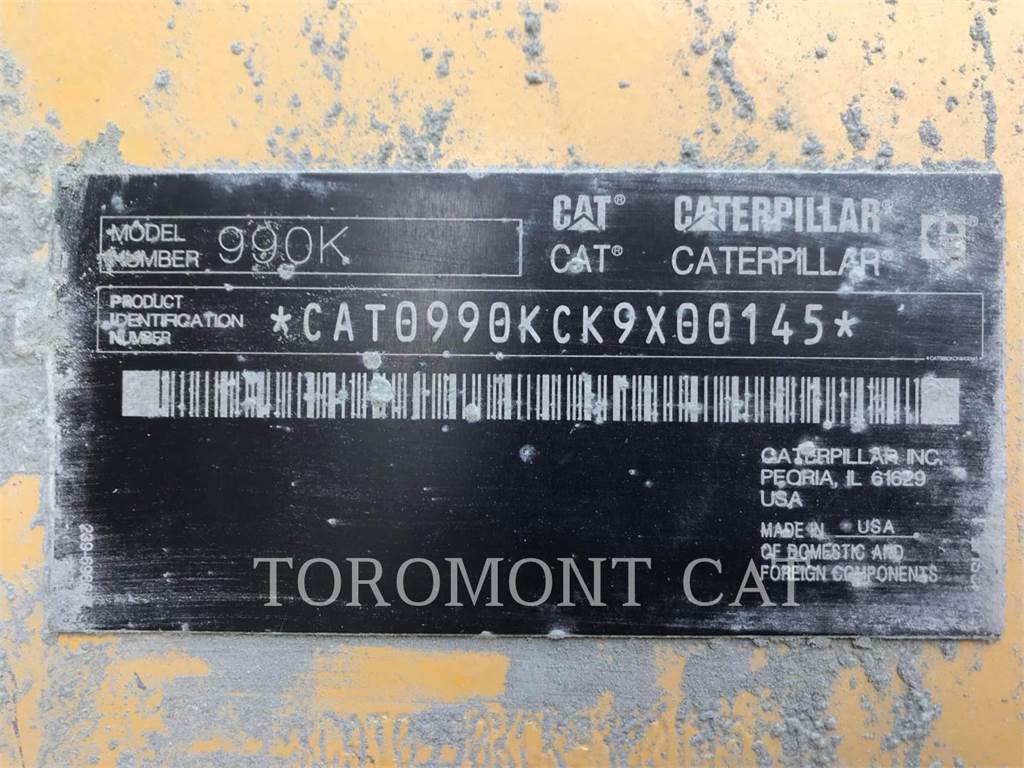 MODEL
NUMBER 990K
CAT® CATERPILLAR®
CAT® CATERPILLAR
PRODUCT
IDENTIFICATION
NUMBER
*CAT0990KCK9X00145*
CATERPILLAR INC.
PEORIA, IL 61629
USA
MADE IN USA
OF DOMESTIC AND
FOREIGN COMPONENTS
TOROMONT CAT